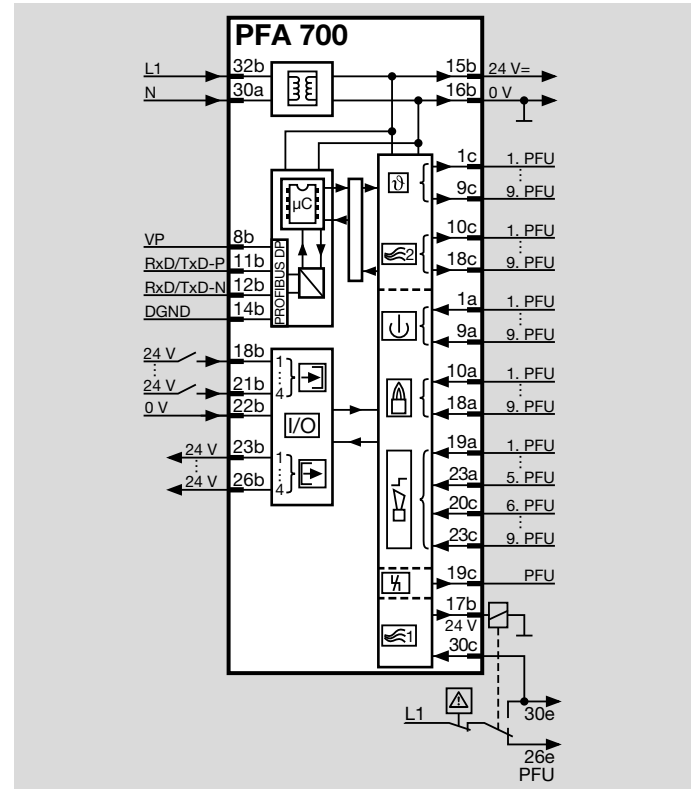 PFA 700
L1 32b 15b 24 V=
N 30a 16b 0 V
1c 1. PFU
ϑ
µC
9c 9. PFU
VP 8b 10c 1. PFU
RxD/TxD-P 11b 2 18c 9. PFU
RxD/TxD-N 12b
PROFIBUS DP
DGND 14b 1a 1. PFU
24 V 18b 1 9a 9. PFU
24 V 21b 4 10a 1. PFU
0 V 22b 18a 9. PFU
I/O
24 V 23b 1 19a 1. PFU
24 V 26b 4 23a 5. PFU
20c 6. PFU
23c 9. PFU
19c PFU
17b
24 V
1 30c
L1 30e
26e
PFU